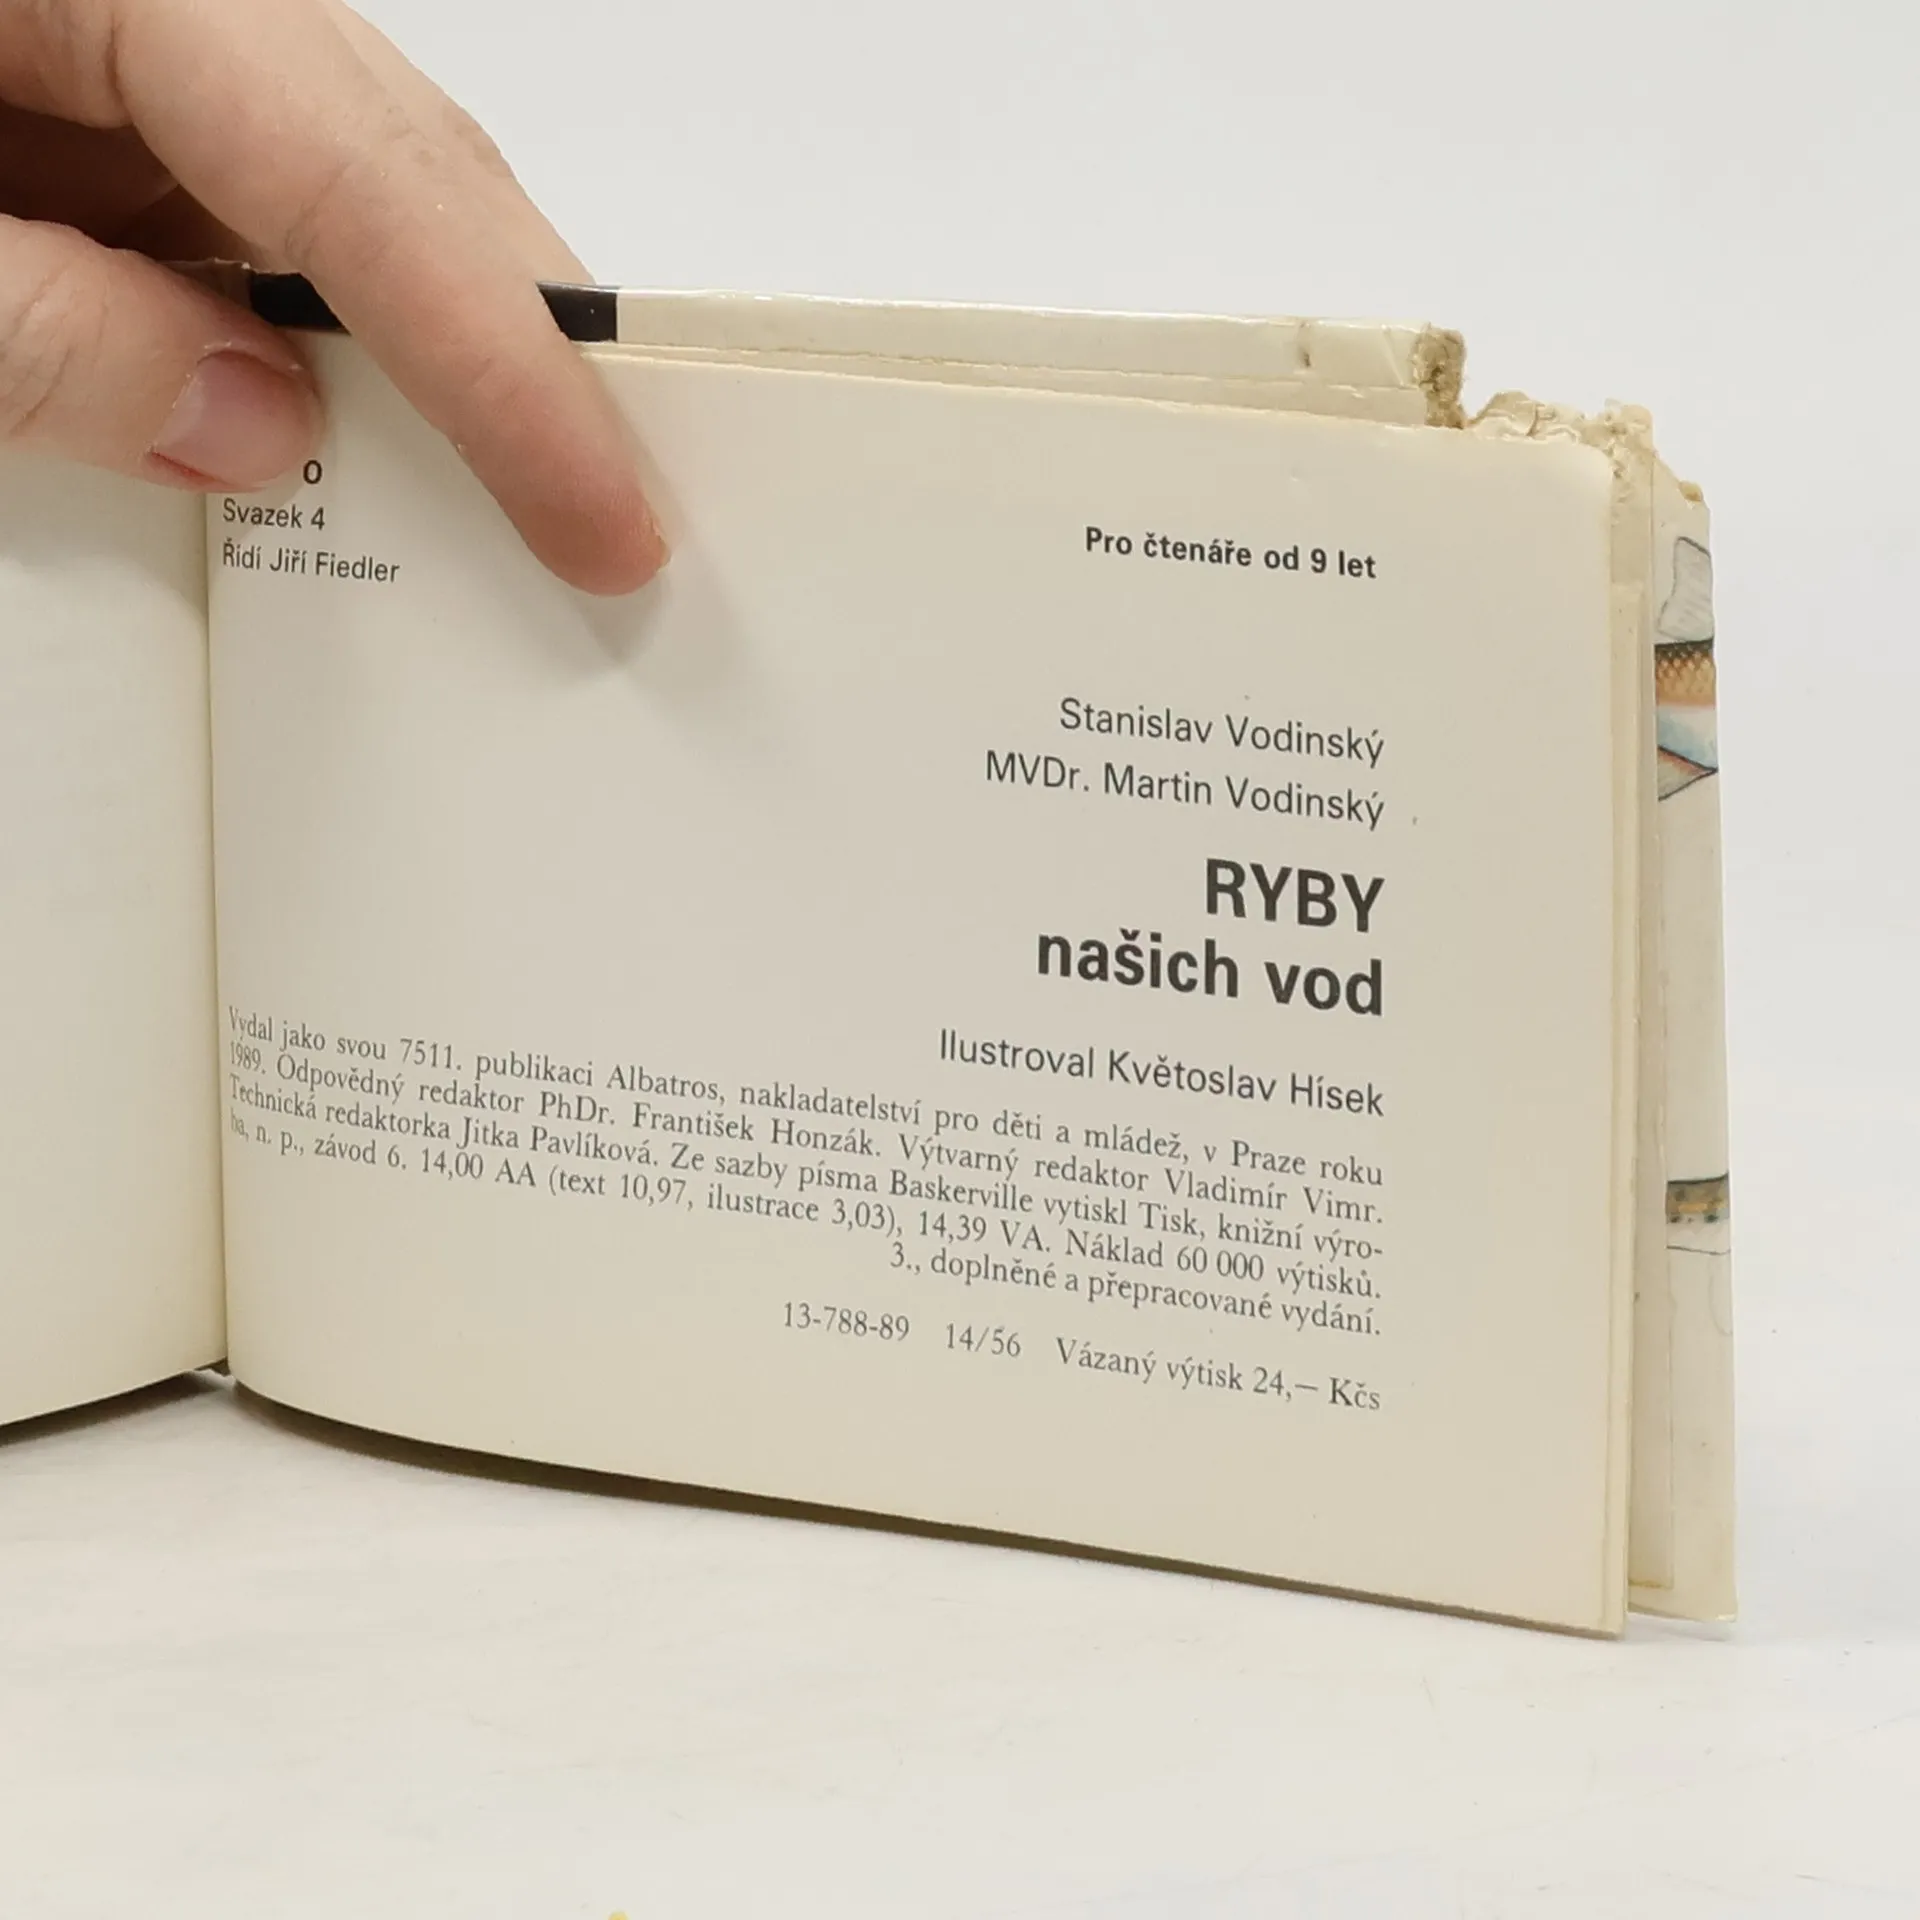 O
Svazek 4
Řídí Jiří Fiedler
Pro čtenáře od 9 let
Stanislav Vodinský
MVDr. Martin Vodinský
RYBY
našich vod
Ilustroval Květoslav Hísek
Vydal jako svou 7511. publikaci Albatros, nakladatelství pro děti a mládež, v Praze roku
1989. Odpovědný redaktor PhDr. František Honzák. Výtvarný redaktor Vladimír Vimr.
Technická redaktorka Jitka Pavlíková. Ze sazby písma Baskerville vytiskl Tisk, knižní výro-
ba, n. p., závod 6. 14,00 AA (text 10,97, ilustrace 3,03), 14,39 VA. Náklad 60 000 výtisků.
3., doplněné a přepracované vydání.
13-788-89 14/56 Vázaný výtisk 24,— Kčs